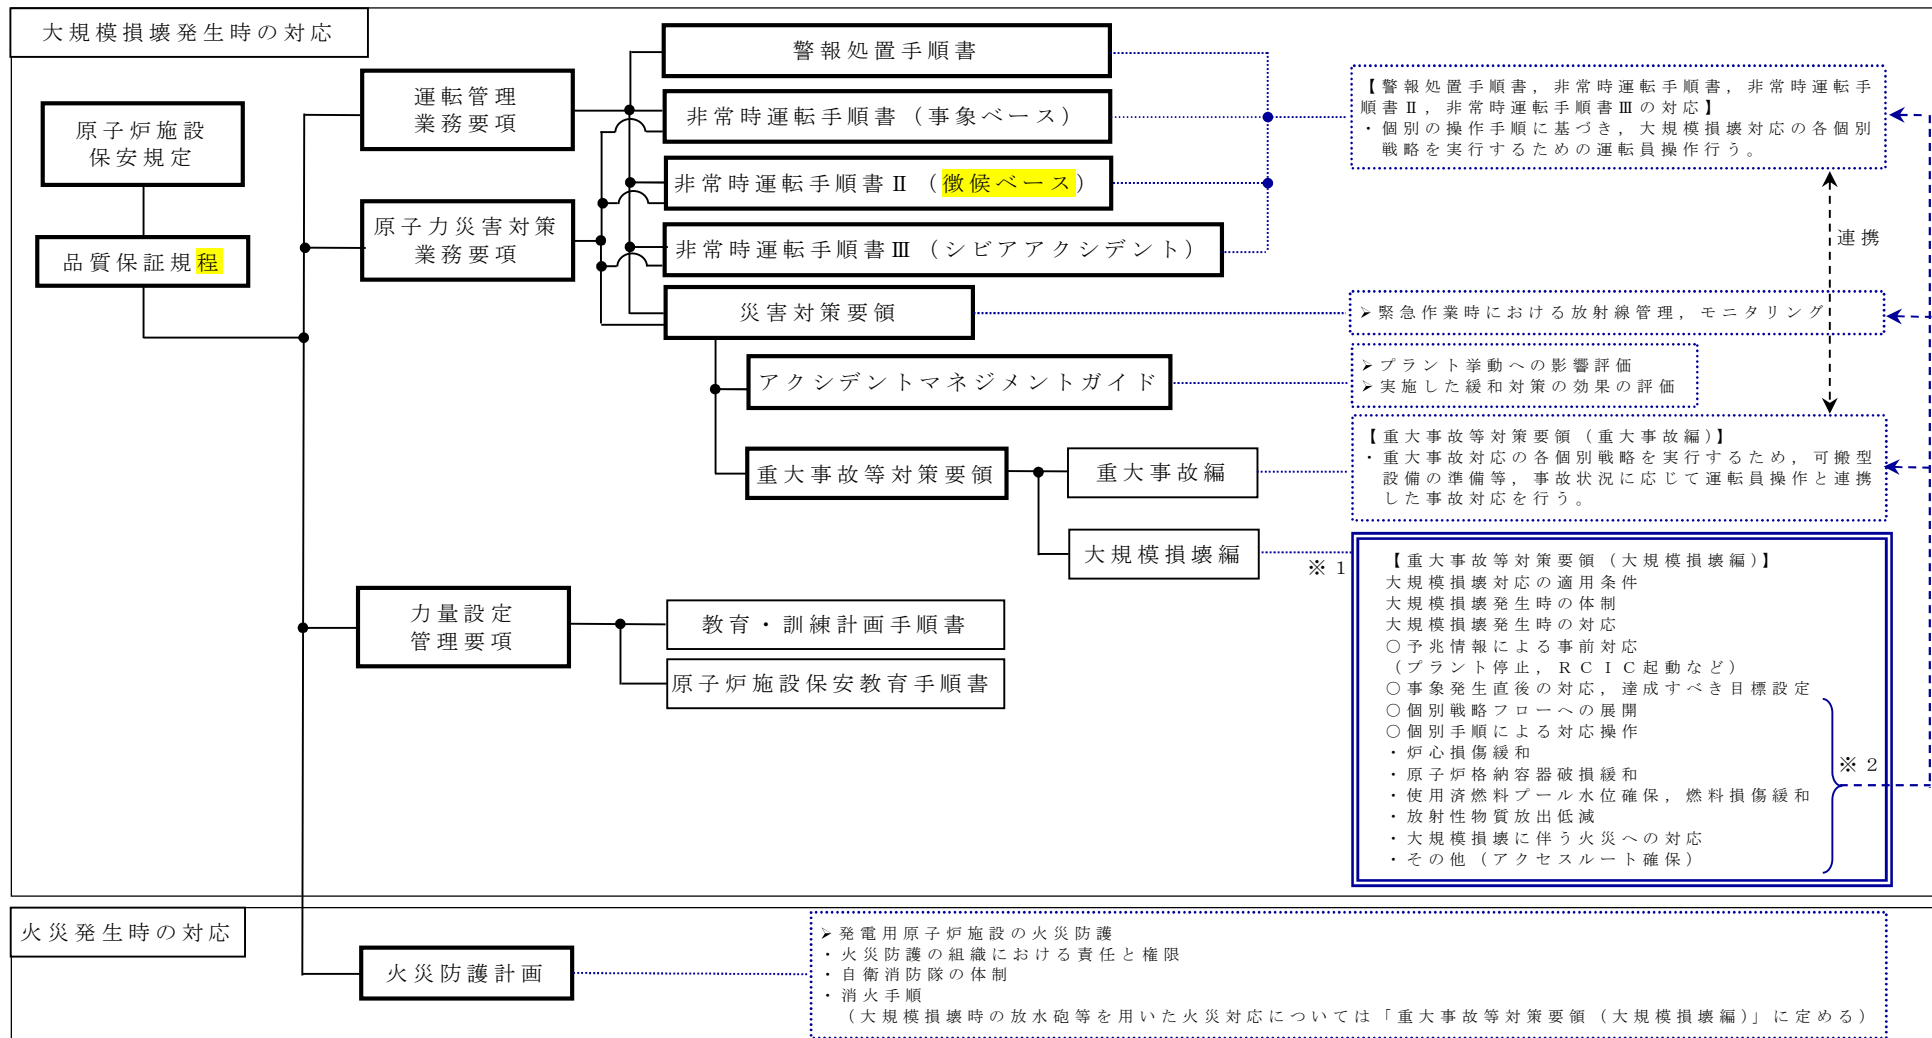 大規模損壊発生時の対応
原子炉施設
保安規定
品質保証規程
運転管理
業務要項
原子力災害対策
業務要項
警報処置手順書
非常時運転手順書（事象ベース）
非常時運転手順書Ⅱ（徴候ベース）
非常時運転手順書Ⅲ（シビアアクシデント）
災害対策要領
アクシデントマネジメントガイド
重大事故等対策要領
重大事故編
大規模損壊編
※１
力量設定
管理要項
教育・訓練計画手順書
原子炉施設保安教育手順書
【警報処置手順書，非常時運転手順書，非常時運転手
順書Ⅱ，非常時運転手順書Ⅲの対応】
・個別の操作手順に基づき，大規模損壊対応の各個別
戦略を実行するための運転員操作行う。
連携
➢緊急作業時における放射線管理，モニタリング
➢プラント挙動への影響評価
➢実施した緩和対策の効果の評価
【重大事故等対策要領（重大事故編）】
・重大事故対応の各個別戦略を実行するため，可搬型
設備の準備等，事故状況に応じて運転員操作と連携
した事故対応を行う。
【重大事故等対策要領（大規模損壊編）】
大規模損壊対応の適用条件
大規模損壊発生時の体制
大規模損壊発生時の対応
○予兆情報による事前対応
（プラント停止，ＲＣＩＣ起動など）
○事象発生直後の対応，達成すべき目標設定
○個別戦略フローへの展開
○個別手順による対応操作
・炉心損傷緩和
・原子炉格納容器破損緩和
・使用済燃料プール水位確保，燃料損傷緩和
・放射性物質放出低減
・大規模損壊に伴う火災への対応
・その他（アクセスルート確保）
※２
火災発生時の対応
火災防護計画
➢発電用原子炉施設の火災防護
・火災防護の組織における責任と権限
・自衛消防隊の体制
・消火手順
（大規模損壊時の放水砲等を用いた火災対応については「重大事故等対策要領（大規模損壊編）」に定める）